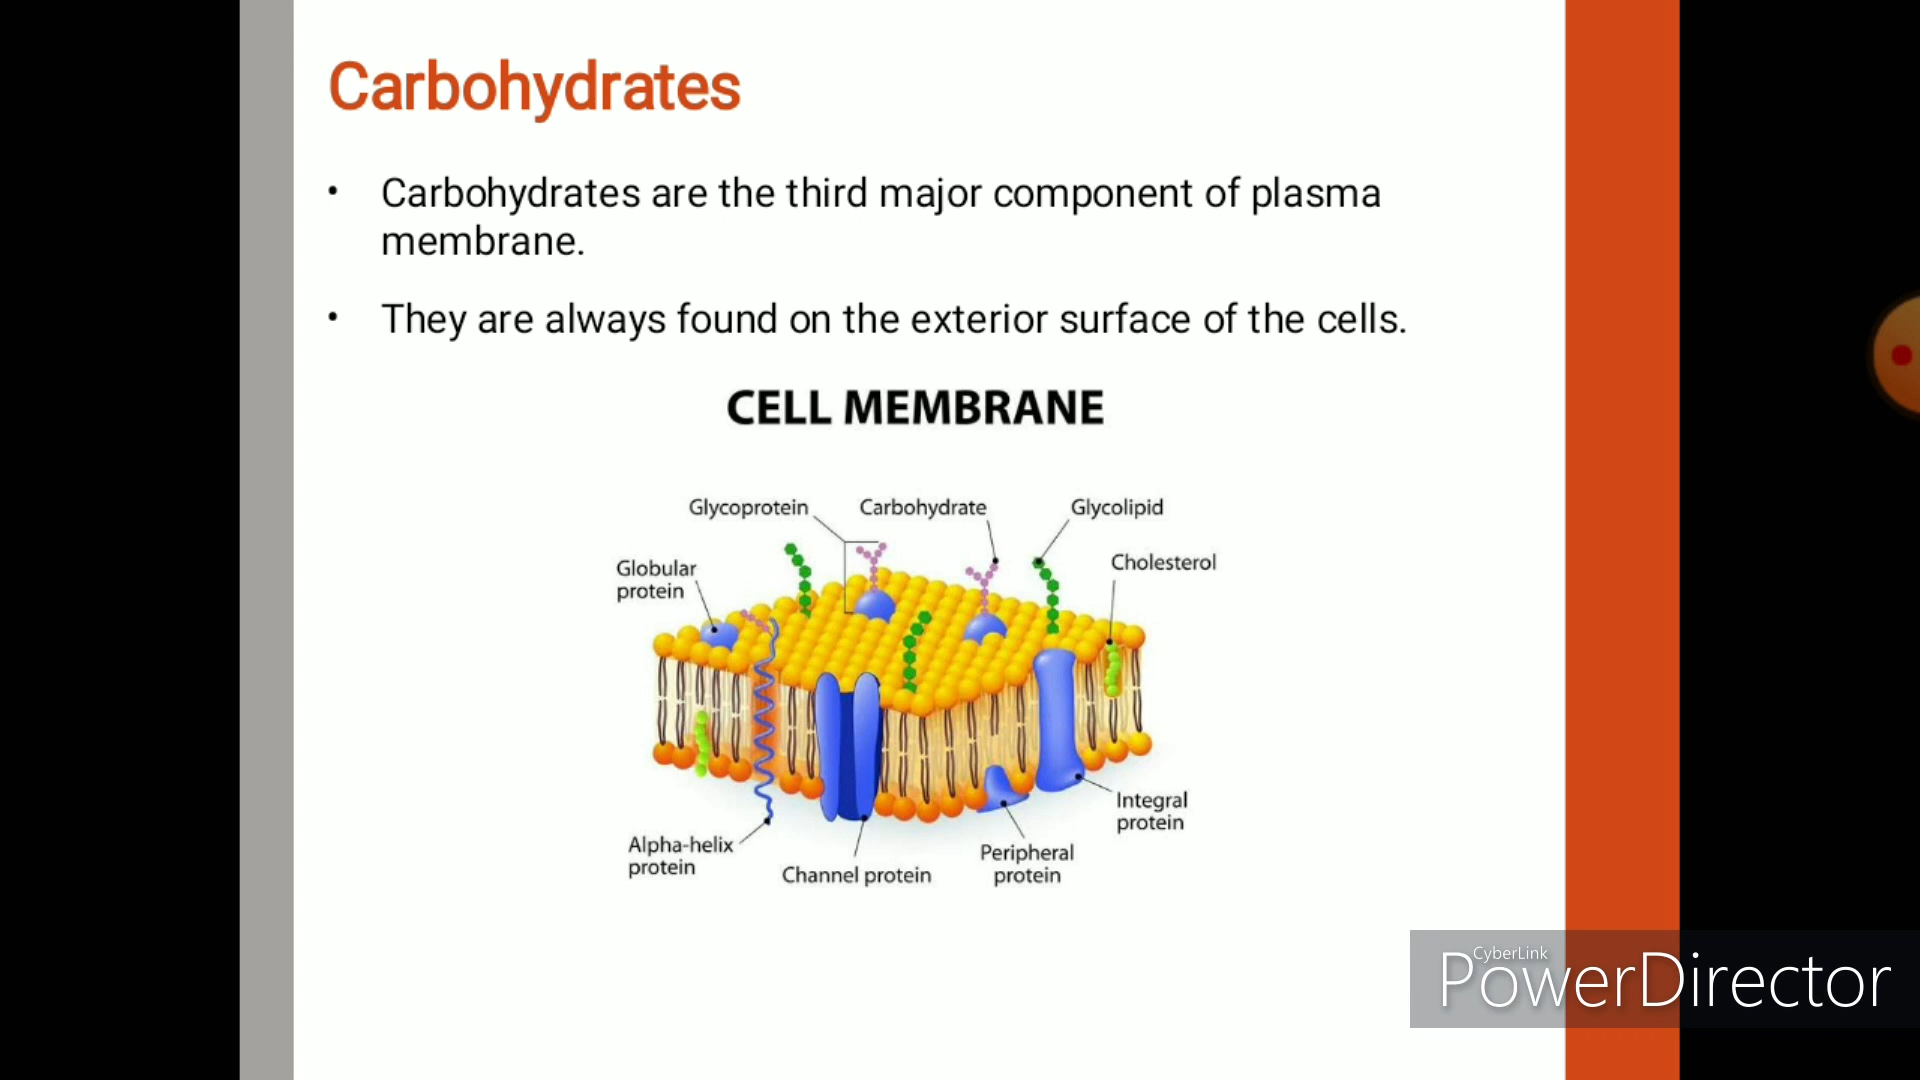 Carbohydrates
• Carbohydrates are the third major component of plasma
membrane.
• They are always found on the exterior surface of the cells.
CELL MEMBRANE
Glycoprotein
Carbohydrate
Glycolipid
Globular
protein
Cholesterol
Integral
protein
Alpha-helix
protein
Channel protein
Peripheral
protein
CyberLink
PowerDirector